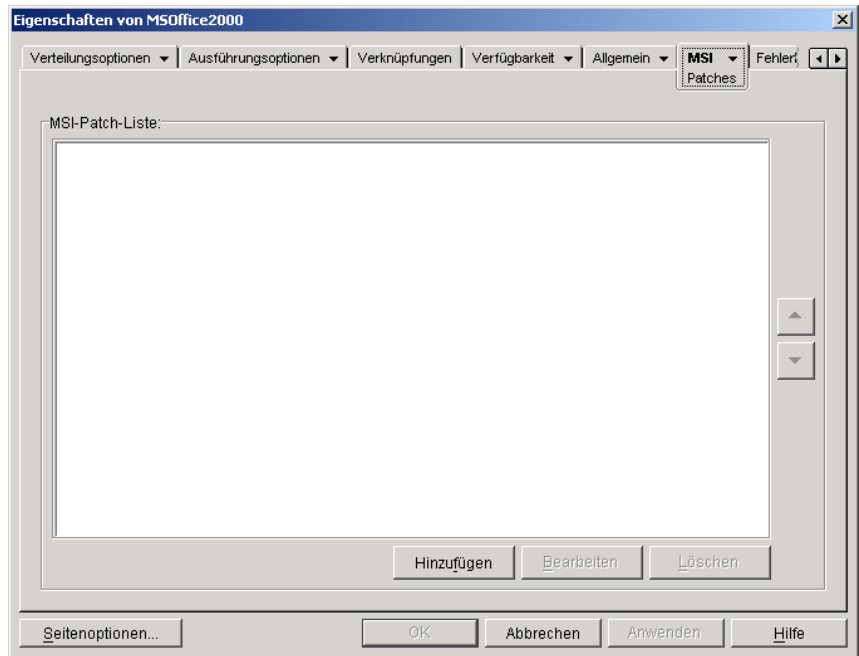 Eigenschaften von MSOffice2000
Verteilungsoptionen Ausführungsoptionen Verknüpfungen Verfügbarkeit Allgemein MSI
Patches
MSI-Patch-Liste:
Hinzufügen Bearbeiten Löschen
Seitenoptionen... OK Abbrechen Anwenden Hilfe